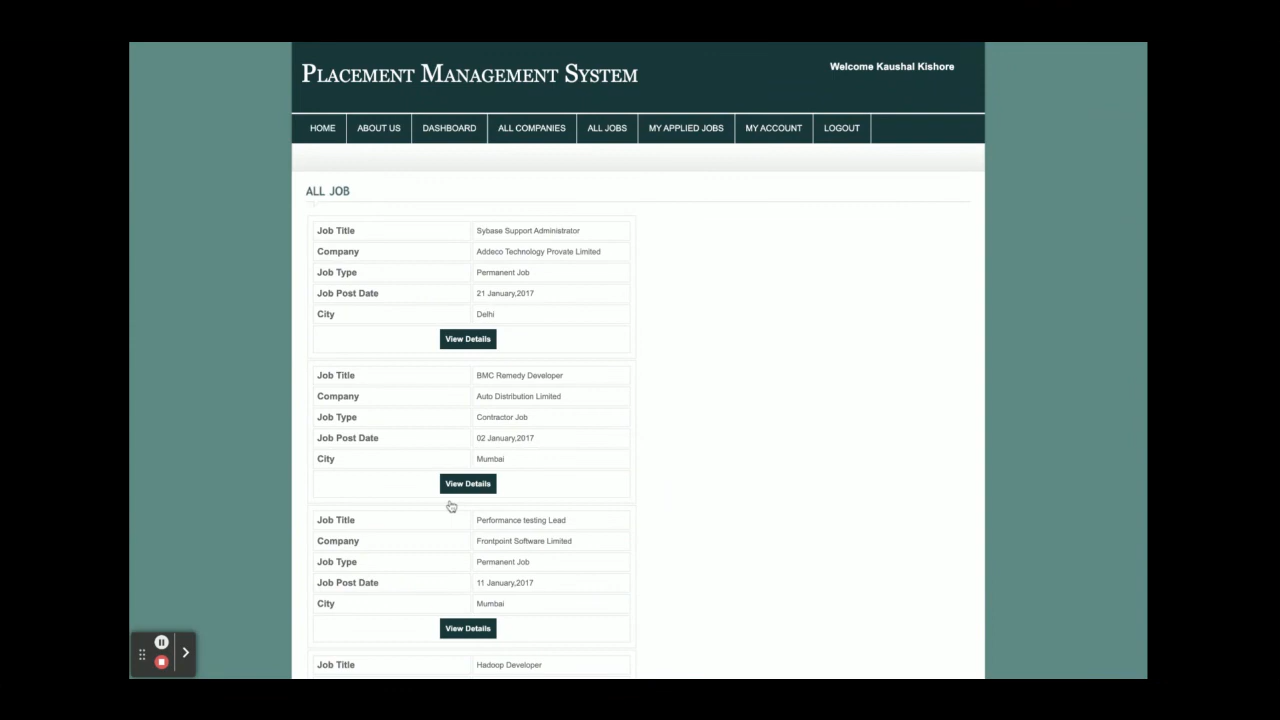 Placement Management System
Welcome Kaushal Kishore
HOME ABOUT US DASHBOARD ALL COMPANIES ALL JOBS MY APPLIED JOBS MY ACCOUNT LOGOUT
ALL JOB
Job Title Sybase Support Administrator
Company Addeco Technology Provate Limited
Job Type Permanent Job
Job Post Date 21 January,2017
City Delhi
View Details
Job Title BMC Remedy Developer
Company Auto Distribution Limited
Job Type Contractor Job
Job Post Date 02 January,2017
City Mumbai
View Details
Job Title Performance testing Lead
Company Frontpoint Software Limited
Job Type Permanent Job
Job Post Date 11 January,2017
City Mumbai
View Details
Job Title Hadoop Developer